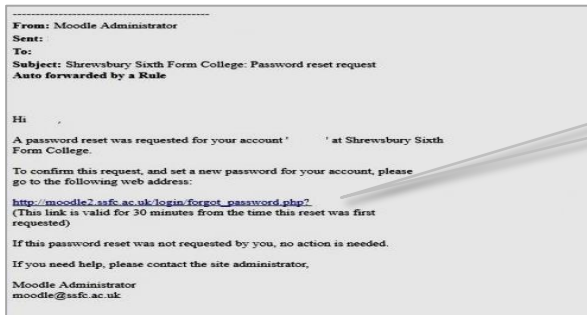 --------------------------------------------
From: Moodle Administrator
Sent:
To:
Subject: Shrewsbury Sixth Form College: Password reset request
Auto forwarded by a Rule
Hi ,
A password reset was requested for your account ' ' at Shrewsbury Sixth
Form College.
To confirm this request, and set a new password for your account, please
go to the following web address:
http://moodle2.ssfc.ac.uk/login/forgot_password.php?
(This link is valid for 30 minutes from the time this reset was first
requested)
If this password reset was not requested by you, no action is needed.
If you need help, please contact the site administrator,
Moodle Administrator
moodle@ssfc.ac.uk